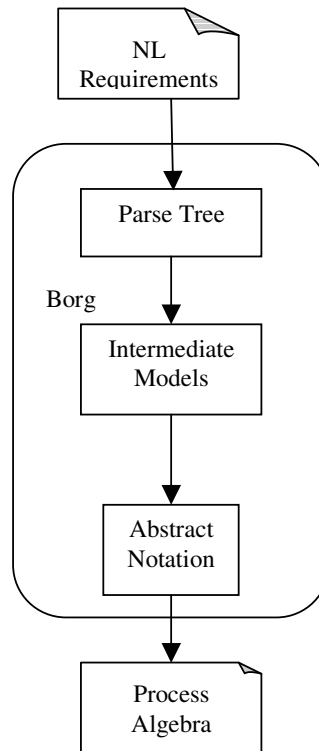 NL
Requirements
Parse Tree
Borg
Intermediate
Models
Abstract
Notation
Process
Algebra